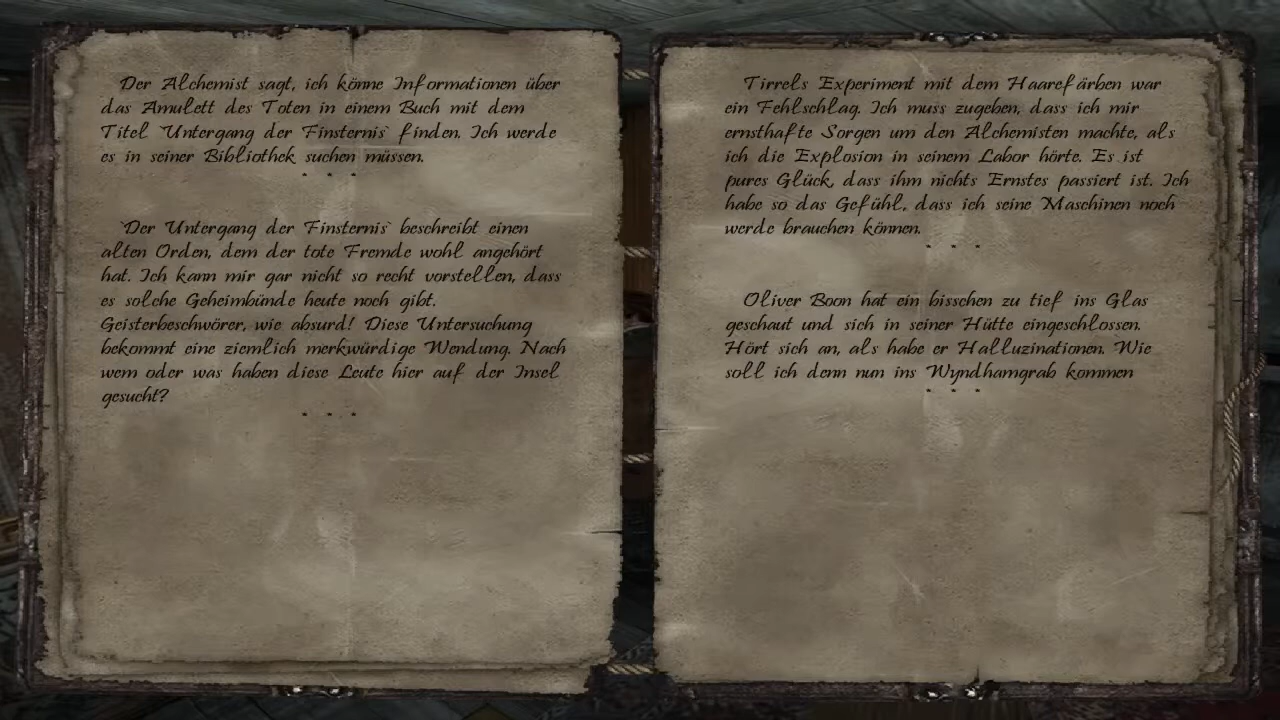 Der Alchemist sagt, ich könne Informationen über
das Amulett des Toten in einem Buch mit dem
Titel `Untergang der Finsternis` finden. Ich werde
es in seiner Bibliothek suchen müssen.
. . .
`Der Untergang der Finsternis` beschreibt einen
alten Orden, dem der tote Fremde wohl angehört
hat. Ich kann mir gar nicht so recht vorstellen, dass
es solche Geheimbünde heute noch gibt.
Geisterbeschwörer, wie absurd! Diese Untersuchung
bekommt eine ziemlich merkwürdige Wendung. Nach
wem oder was haben diese Leute hier auf der Insel
gesucht?
. . .
Tirrels Experiment mit dem Haarefärben war
ein Fehlschlag. Ich muss zugeben, dass ich mir
ernsthafte Sorgen um den Alchemisten machte, als
ich die Explosion in seinem Labor hörte. Es ist
pures Glück, dass ihm nichts Ernstes passiert ist. Ich
habe so das Gefühl, dass ich seine Maschinen noch
werde brauchen können.
. . .
Oliver Boon hat ein bisschen zu tief ins Glas
geschaut und sich in seiner Hütte eingeschlossen.
Hört sich an, als habe er Halluzinationen. Wie
soll ich denn nun ins Wyndhamgrab kommen
. . .